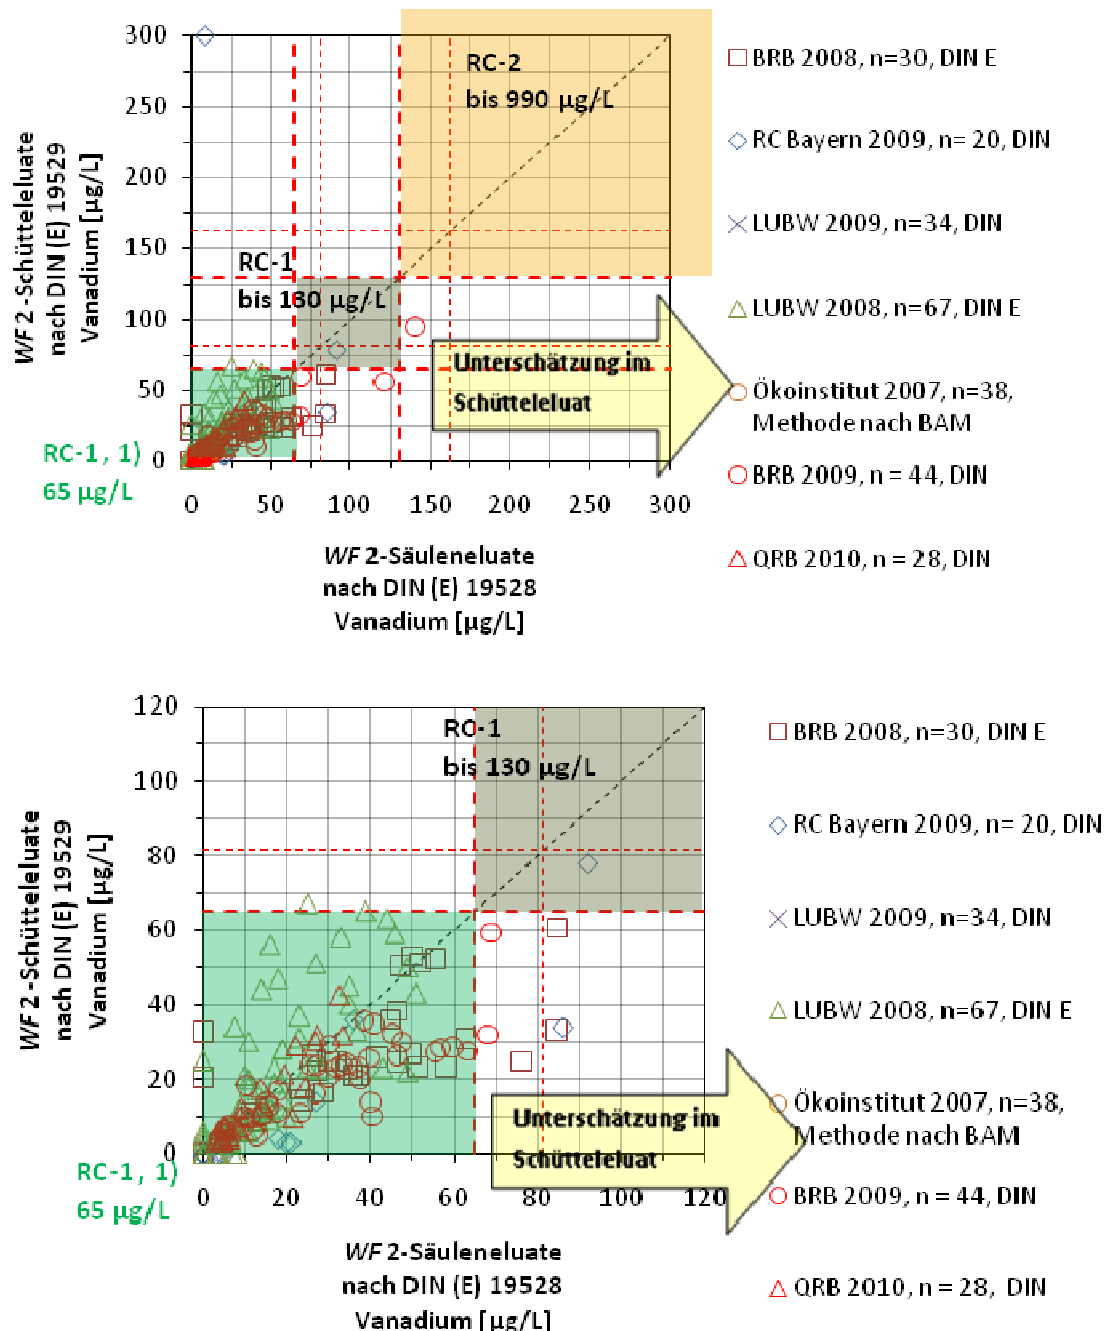 300
250
200
150
100
50
0
WF 2-Schütteleluate
nach DIN (E) 19529
Vanadium [µg/L]
RC-2
bis 990 µg/L
RC-1
bis 130 µg/L
Unterschätzung im
Schütteleluat
RC-1, 1)
65 µg/L
0 50 100 150 200 250 300
WF 2-Säuleneluate
nach DIN (E) 19528
Vanadium [µg/L]
BRB 2008, n=30, DIN E
RC Bayern 2009, n= 20, DIN
LUBW 2009, n=34, DIN
LUBW 2008, n=67, DIN E
Ökoinstitut 2007, n=38,
Methode nach BAM
BRB 2009, n = 44, DIN
QRB 2010, n = 28, DIN
120
100
80
60
40
20
0
WF 2-Schütteleluate
nach DIN (E) 19529
Vanadium [µg/L]
RC-1
bis 130 µg/L
Unterschätzung im
Schütteleluat
RC-1, 1)
65 µg/L
0 20 40 60 80 100 120
WF 2-Säuleneluate
nach DIN (E) 19528
Vanadium [µg/L]
BRB 2008, n=30, DIN E
RC Bayern 2009, n= 20, DIN
LUBW 2009, n=34, DIN
LUBW 2008, n=67, DIN E
Ökoinstitut 2007, n=38,
Methode nach BAM
BRB 2009, n = 44, DIN
QRB 2010, n = 28, DIN